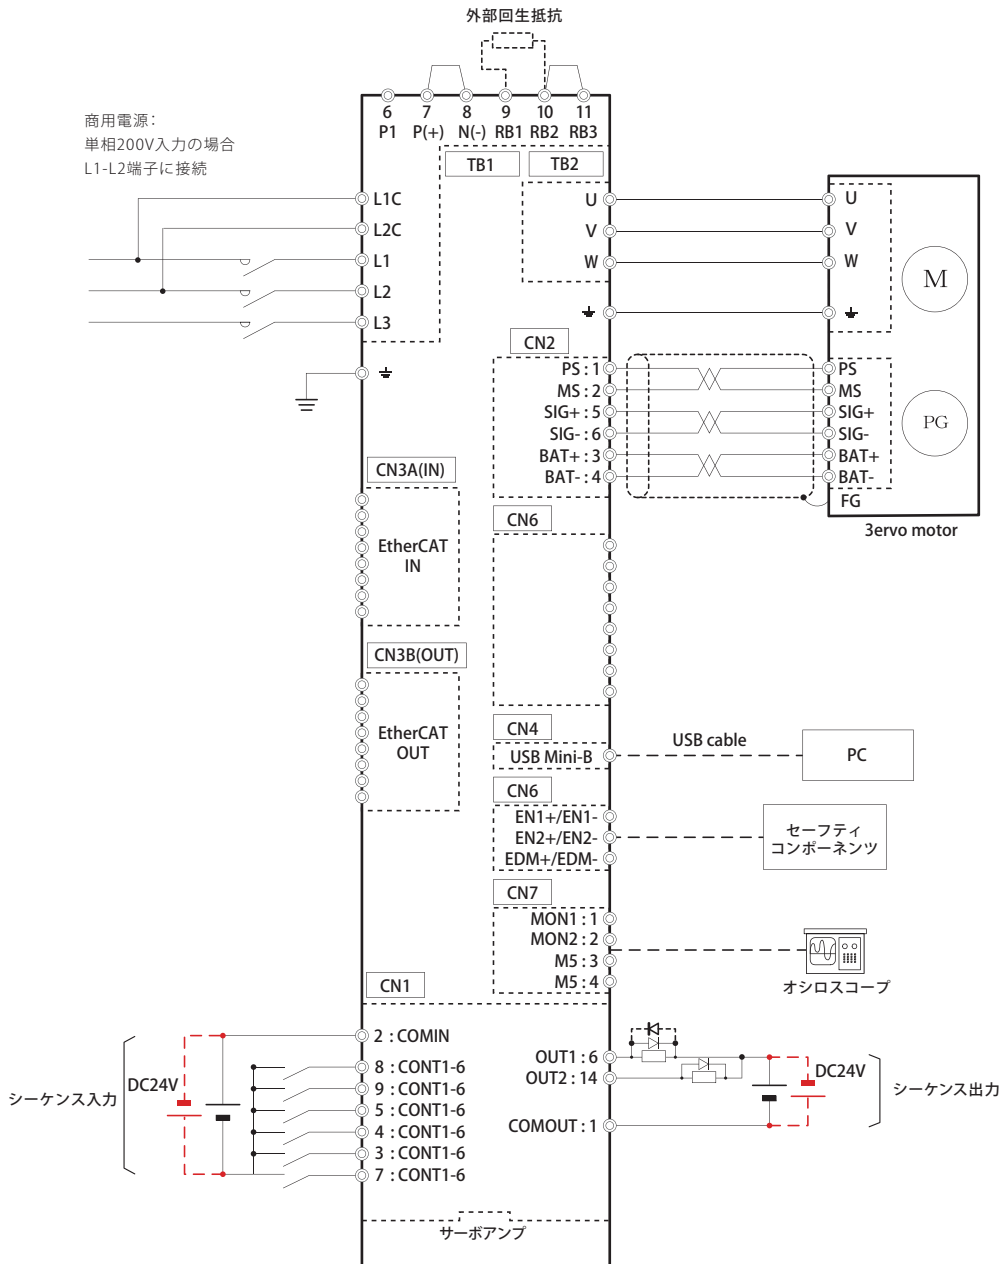 外部回生抵抗
6
7
8
9
10
11
P1
P(+)
N(-)
RB1
RB2
RB3
商用電源：
単相200V入力の場合
L1-L2端子に接続
TB1
TB2
L1C
L2C
L1
L2
L3
U
V
W
U
V
W
M
CN2
PS : 1
MS : 2
SIG+ : 5
SIG- : 6
BAT+ : 3
BAT- : 4
PS
MS
SIG+
SIG-
BAT+
BAT-
FG
PG
3ervo motor
CN3A(IN)
EtherCAT
IN
CN6
CN3B(OUT)
EtherCAT
OUT
CN4
USB Mini-B
USB cable
PC
CN6
EN1+/EN1-
EN2+/EN2-
EDM+/EDM-
セーフティ
コンポーネンツ
CN7
MON1 : 1
MON2 : 2
M5 : 3
M5 : 4
オシロスコープ
CN1
シーケンス入力
DC24V
2 : COMIN
8 : CONT1-6
9 : CONT1-6
5 : CONT1-6
4 : CONT1-6
3 : CONT1-6
7 : CONT1-6
OUT1 : 6
OUT2 : 14
COMOUT : 1
DC24V
シーケンス出力
サーボアンプ